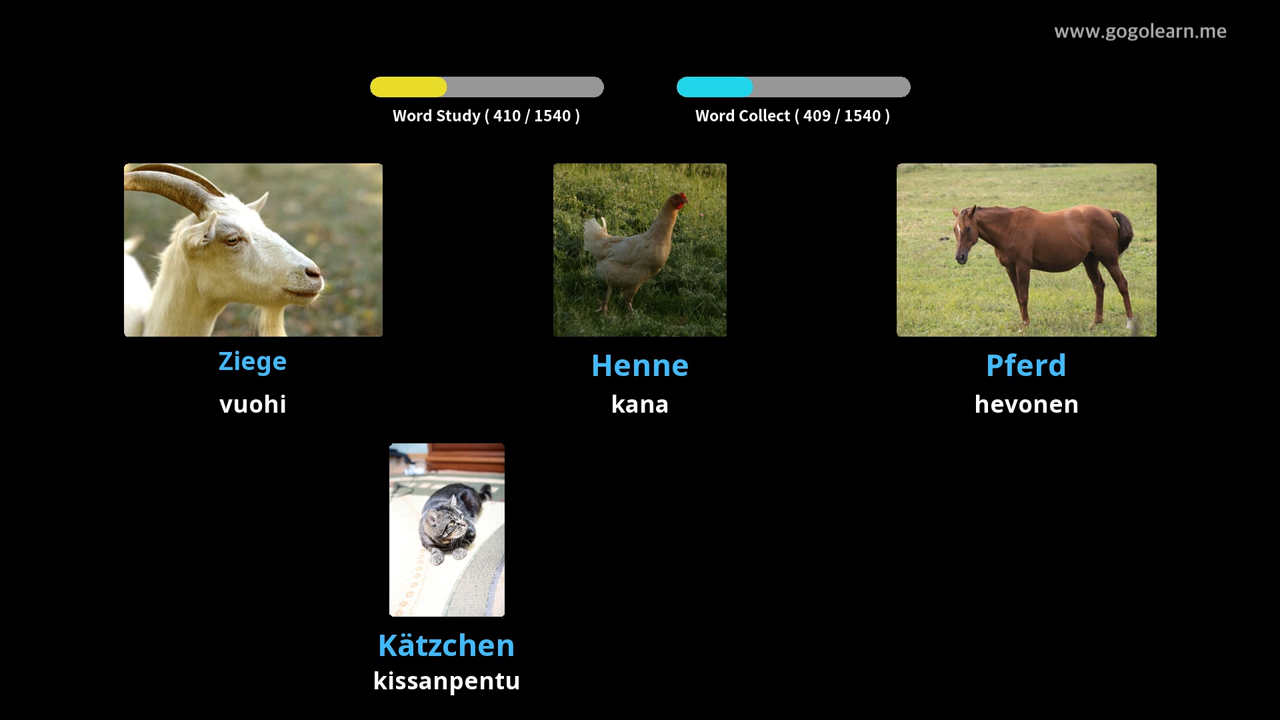 www.gogolearn.me
Word Study ( 410 / 1540 )
Word Collect ( 409 / 1540 )
Ziege
Henne
Pferd
vuohi
kana
hevonen
Kätzchen
kissanpentu